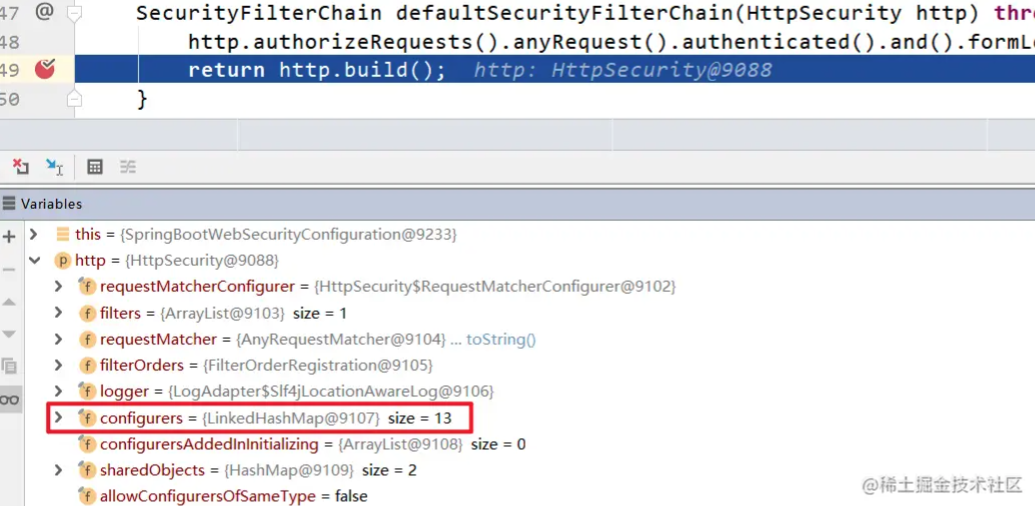 47 @ SecurityFilterChain defaultSecurityFilterChain(HttpSecurity http) thr
48 http.authorizeRequests().anyRequest().authenticated().and().formL
49 return http.build(); http: HttpSecurity@9088
50 }
Variables
this = {SpringBootWebSecurityConfiguration@9233}
p http = {HttpSecurity@9088}
f requestMatcherConfigurer = {HttpSecurity$RequestMatcherConfigurer@9102}
f filters = {ArrayList@9103} size = 1
f requestMatcher = {AnyRequestMatcher@9104} ... toString()
f filterOrders = {FilterOrderRegistration@9105}
f logger = {LogAdapter$Slf4jLocationAwareLog@9106}
f configurers = {LinkedHashMap@9107} size = 13
f configurersAddedInInitializing = {ArrayList@9108} size = 0
f sharedObjects = {HashMap@9109} size = 2
f allowConfigurersOfSameType = false
@稀土掘金技术社区